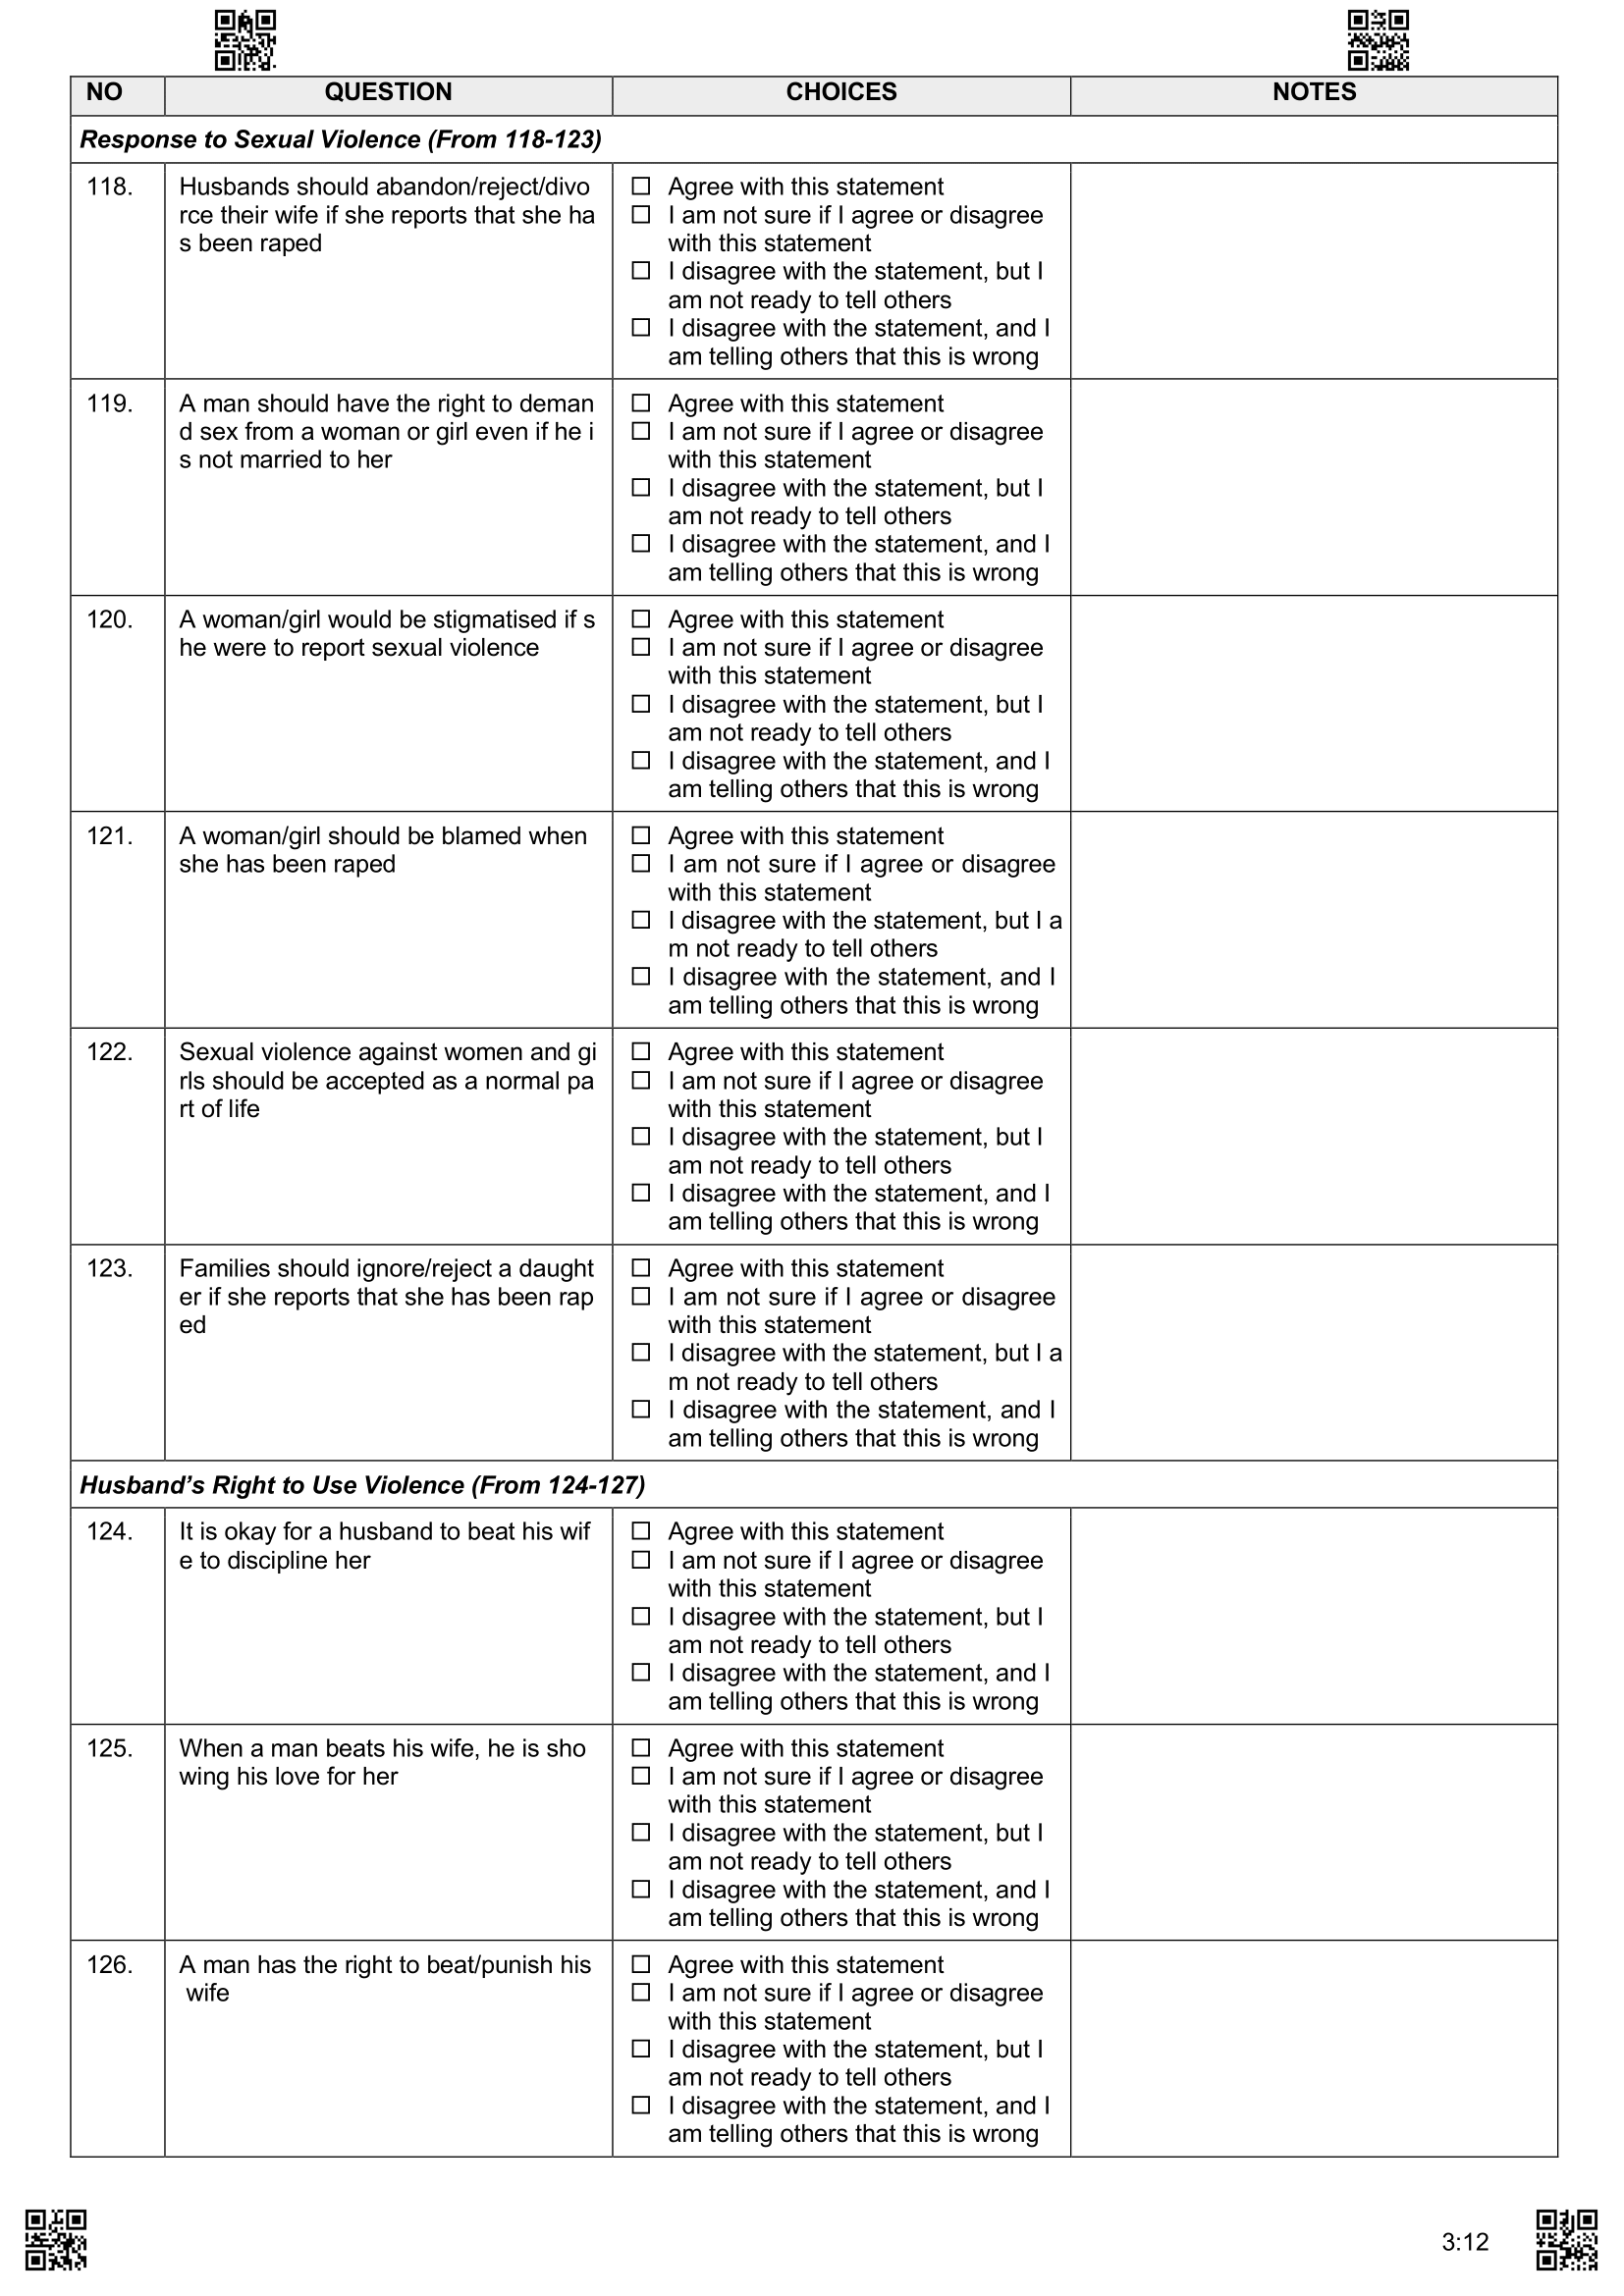 NO QUESTION CHOICES NOTES
Response to Sexual Violence (From 118-123)
118. Husbands should abandon/reject/divo
rce their wife if she reports that she ha
s been raped
☐ Agree with this statement
☐ I am not sure if I agree or disagree
with this statement
☐ I disagree with the statement, but I
am not ready to tell others
☐ I disagree with the statement, and I
am telling others that this is wrong
119. A man should have the right to deman
d sex from a woman or girl even if he i
s not married to her
☐ Agree with this statement
☐ I am not sure if I agree or disagree
with this statement
☐ I disagree with the statement, but I
am not ready to tell others
☐ I disagree with the statement, and I
am telling others that this is wrong
120. A woman/girl would be stigmatised if s
he were to report sexual violence
☐ Agree with this statement
☐ I am not sure if I agree or disagree
with this statement
☐ I disagree with the statement, but I
am not ready to tell others
☐ I disagree with the statement, and I
am telling others that this is wrong
121. A woman/girl should be blamed when
she has been raped
☐ Agree with this statement
☐ I am not sure if I agree or disagree
with this statement
☐ I disagree with the statement, but I a
m not ready to tell others
☐ I disagree with the statement, and I
am telling others that this is wrong
122. Sexual violence against women and gi
rls should be accepted as a normal pa
rt of life
☐ Agree with this statement
☐ I am not sure if I agree or disagree
with this statement
☐ I disagree with the statement, but I
am not ready to tell others
☐ I disagree with the statement, and I
am telling others that this is wrong
123. Families should ignore/reject a daught
er if she reports that she has been rap
ed
☐ Agree with this statement
☐ I am not sure if I agree or disagree
with this statement
☐ I disagree with the statement, but I a
m not ready to tell others
☐ I disagree with the statement, and I
am telling others that this is wrong
Husband’s Right to Use Violence (From 124-127)
124. It is okay for a husband to beat his wif
e to discipline her
☐ Agree with this statement
☐ I am not sure if I agree or disagree
with this statement
☐ I disagree with the statement, but I
am not ready to tell others
☐ I disagree with the statement, and I
am telling others that this is wrong
125. When a man beats his wife, he is sho
wing his love for her
☐ Agree with this statement
☐ I am not sure if I agree or disagree
with this statement
☐ I disagree with the statement, but I
am not ready to tell others
☐ I disagree with the statement, and I
am telling others that this is wrong
126. A man has the right to beat/punish his
wife
☐ Agree with this statement
☐ I am not sure if I agree or disagree
with this statement
☐ I disagree with the statement, but I
am not ready to tell others
☐ I disagree with the statement, and I
am telling others that this is wrong
3:12